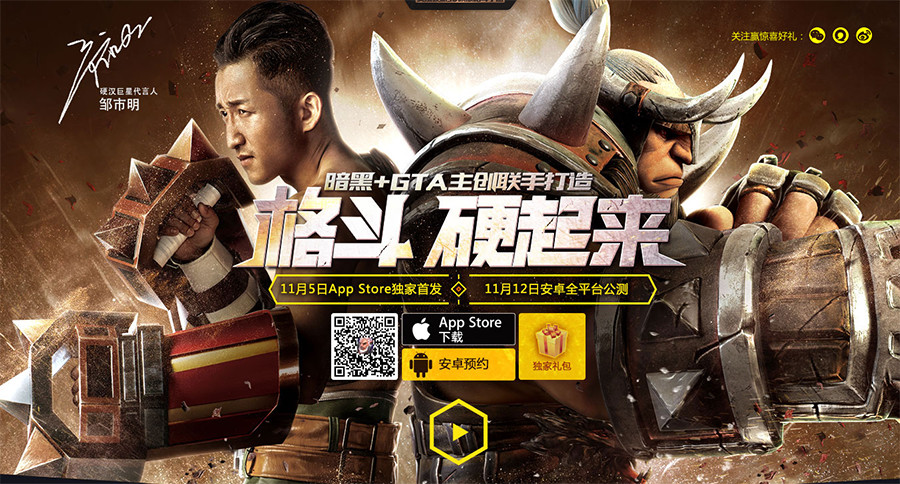 关注赢惊喜好礼：
硬汉巨星代言人
邹市明
暗黑+GTA主创联手打造
格斗 硬起来
11月5日App Store独家首发
11月12日安卓全平台公测
App Store
下载
安卓预约
独家礼包